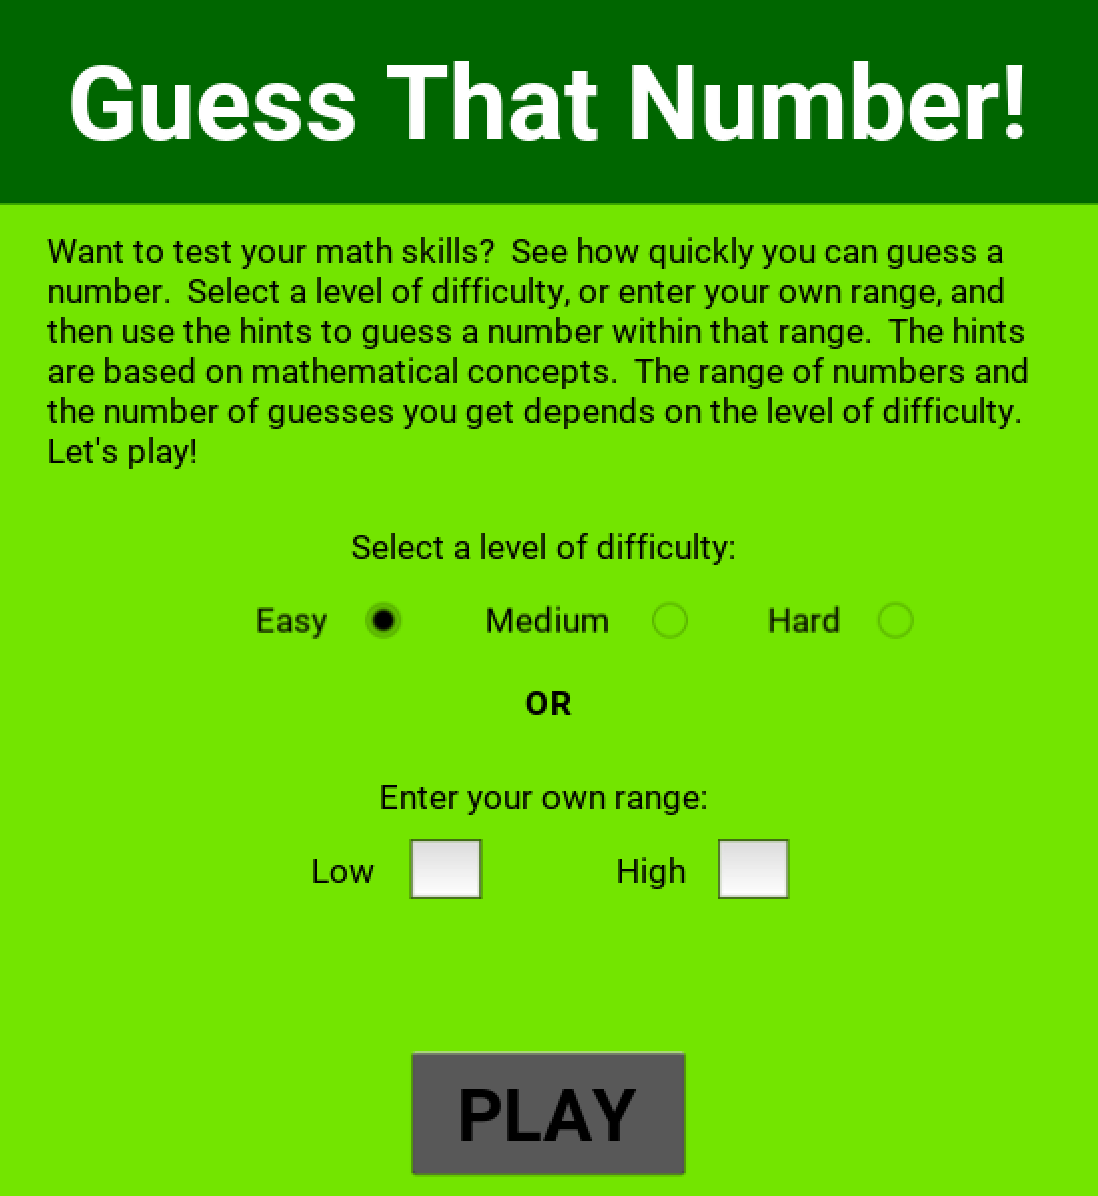 Guess That Number!
Want to test your math skills?  See how quickly you can guess a
number.  Select a level of difficulty, or enter your own range, and
then use the hints to guess a number within that range.  The hints
are based on mathematical concepts.  The range of numbers and
the number of guesses you get depends on the level of difficulty.
Let's play!
Select a level of difficulty:
Easy Medium Hard
OR
Enter your own range:
Low High
PLAY